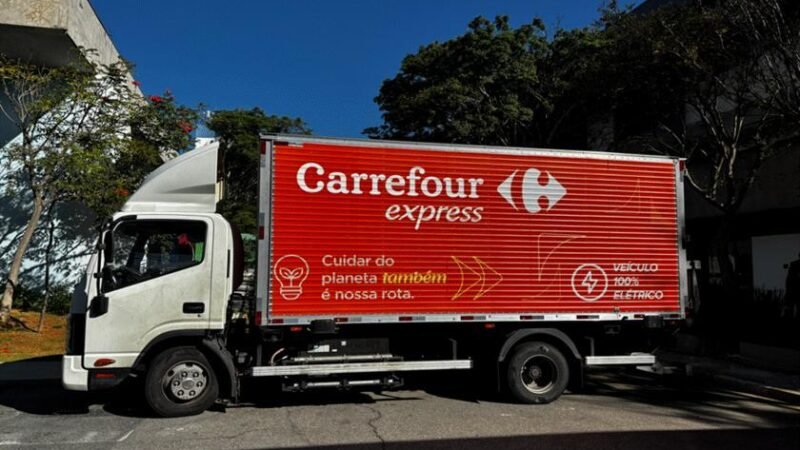 Carrefour
express
Cuidar do
planeta também
é nossa rota.
VEÍCULO
100%
ELÉTRICO